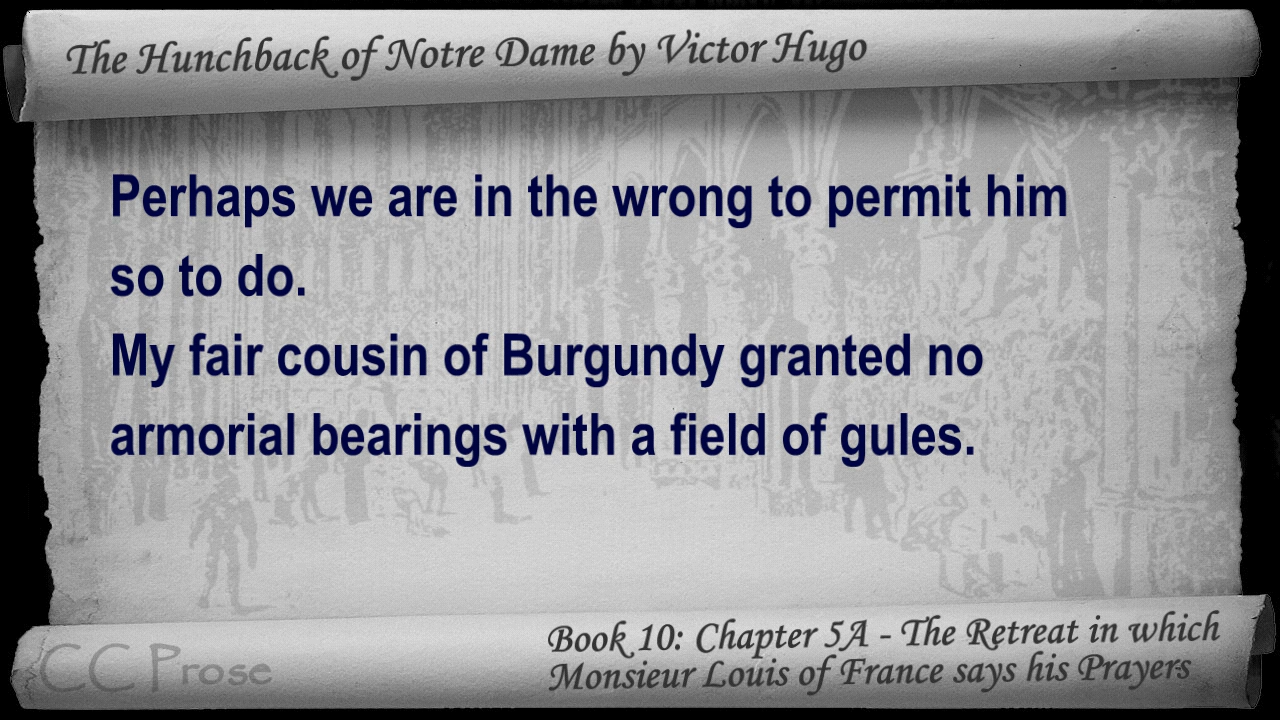 The Hunchback of Notre Dame by Victor Hugo
Perhaps we are in the wrong to permit him
so to do.
My fair cousin of Burgundy granted no
armorial bearings with a field of gules.
CC Prose
Book 10: Chapter 5A - The Retreat in which
Monsieur Louis of France says his Prayers